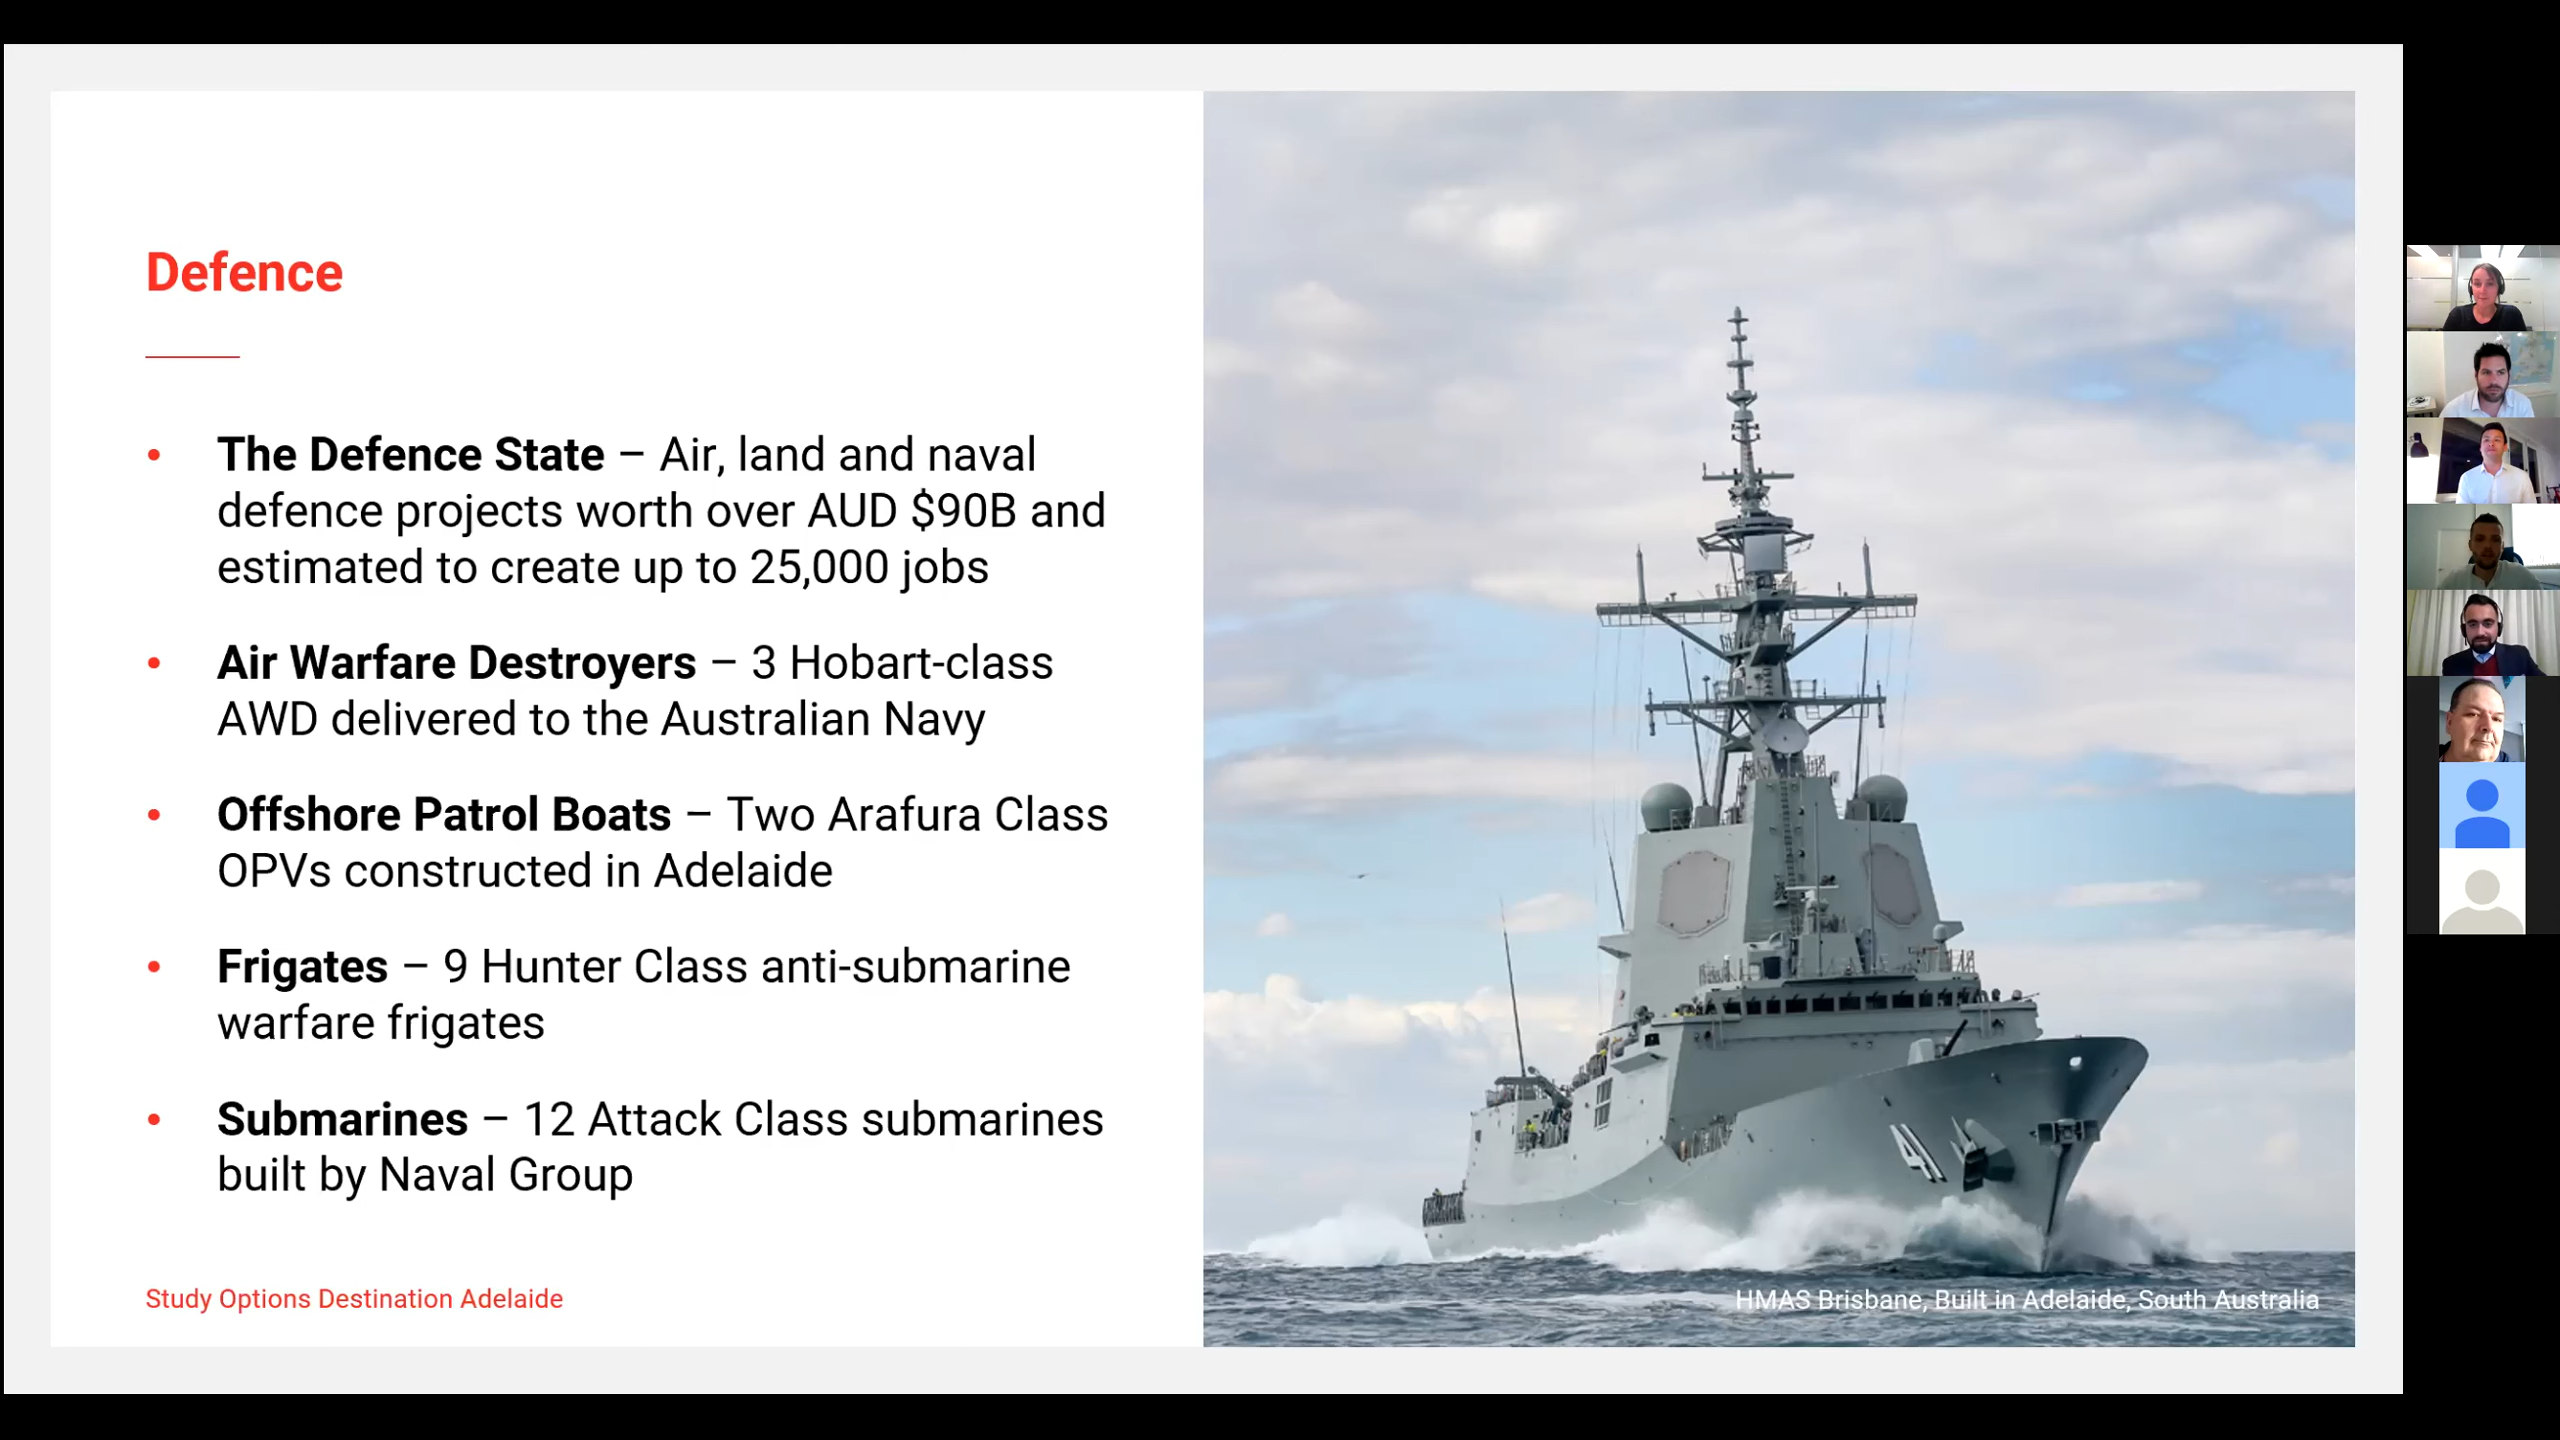 Defence
• The Defence State – Air, land and naval
defence projects worth over AUD $90B and
estimated to create up to 25,000 jobs
• Air Warfare Destroyers – 3 Hobart-class
AWD delivered to the Australian Navy
• Offshore Patrol Boats – Two Arafura Class
OPVs constructed in Adelaide
• Frigates – 9 Hunter Class anti-submarine
warfare frigates
• Submarines – 12 Attack Class submarines
built by Naval Group
Study Options Destination Adelaide
41
HMAS Brisbane, Built in Adelaide, South Australia